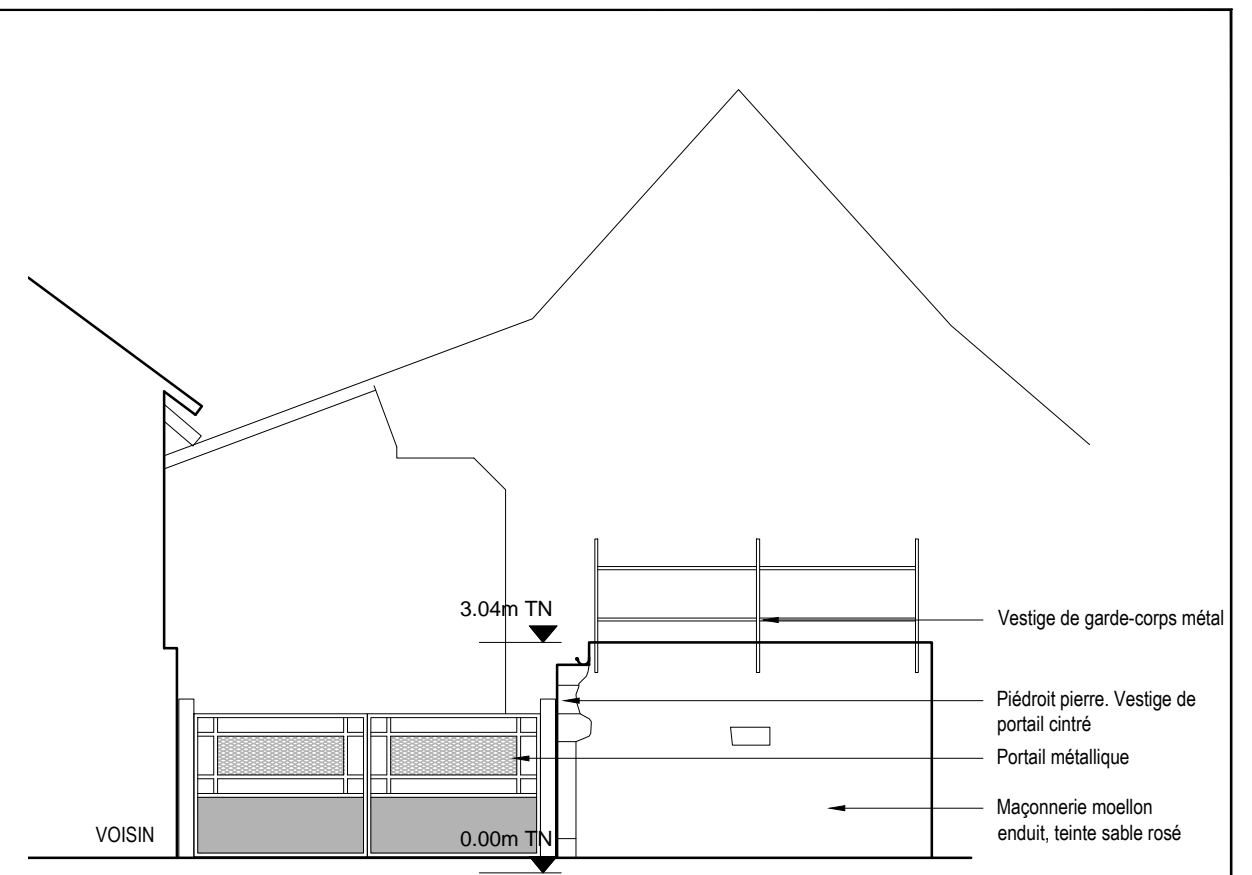 3.04m TN
Vestige de garde-corps métal
Piédroit pierre. Vestige de
portail cintré
Portail métallique
Maçonnerie moellon
enduit, teinte sable rosé
VOISIN
0.00m TN